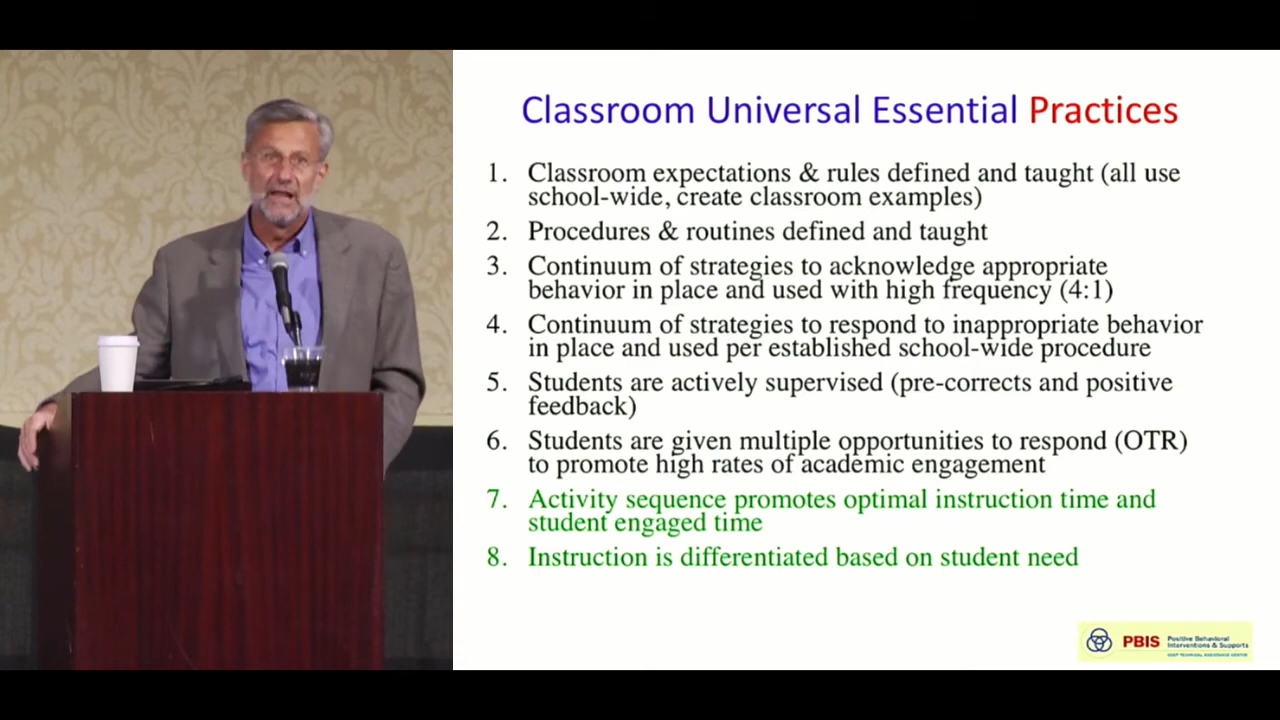 Classroom Universal Essential Practices
1. Classroom expectations & rules defined and taught (all use
school-wide, create classroom examples)
2. Procedures & routines defined and taught
3. Continuum of strategies to acknowledge appropriate
behavior in place and used with high frequency (4:1)
4. Continuum of strategies to respond to inappropriate behavior
in place and used per established school-wide procedure
5. Students are actively supervised (pre-corrects and positive
feedback)
6. Students are given multiple opportunities to respond (OTR)
to promote high rates of academic engagement
7. Activity sequence promotes optimal instruction time and
student engaged time
8. Instruction is differentiated based on student need
PBIS
Positive Behavioral
Interventions & Supports
OSEP TECHNICAL ASSISTANCE CENTER